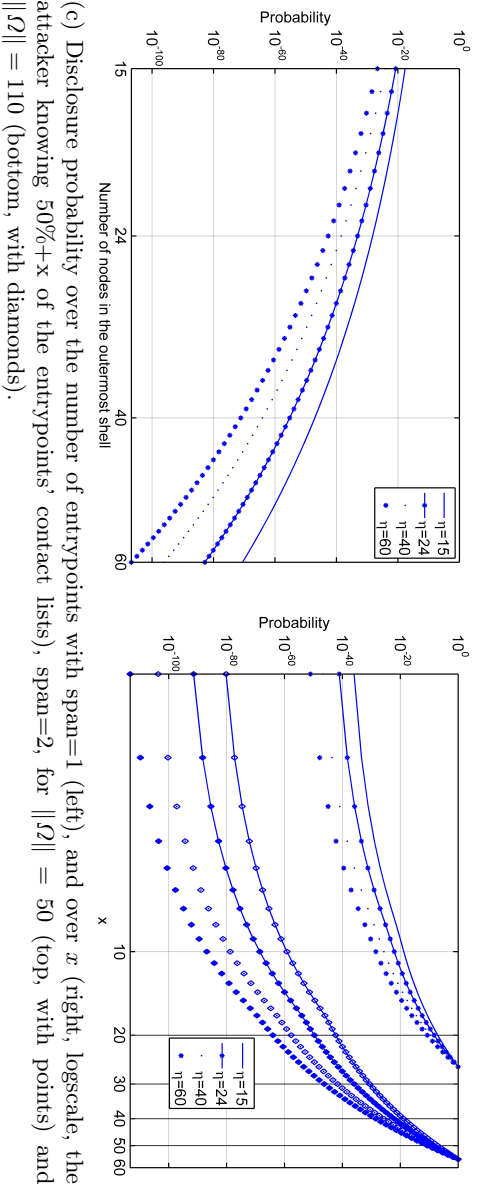 Probability
10^0
10^-20
10^-40
10^-60
10^-80
10^-100
15
24
40
60
Number of nodes in the outermost shell
η=15
η=24
η=40
η=60
Probability
10^0
10^-20
10^-40
10^-60
10^-80
10^-100
10
20
30
40
50
60
x
η=15
η=24
η=40
η=60
(c) Disclosure probability over the number of entrypoints with span=1 (left), and over x (right, logscale, the
attacker knowing 50%+x of the entrypoints' contact lists), span=2, for ||Ω|| = 50 (top, with points) and
||Ω|| = 110 (bottom, with diamonds).